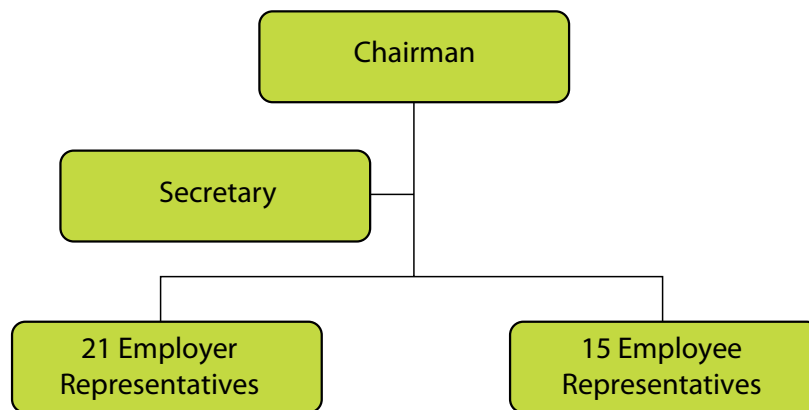 Chairman
Secretary
21 Employer
Representatives
15 Employee
Representatives